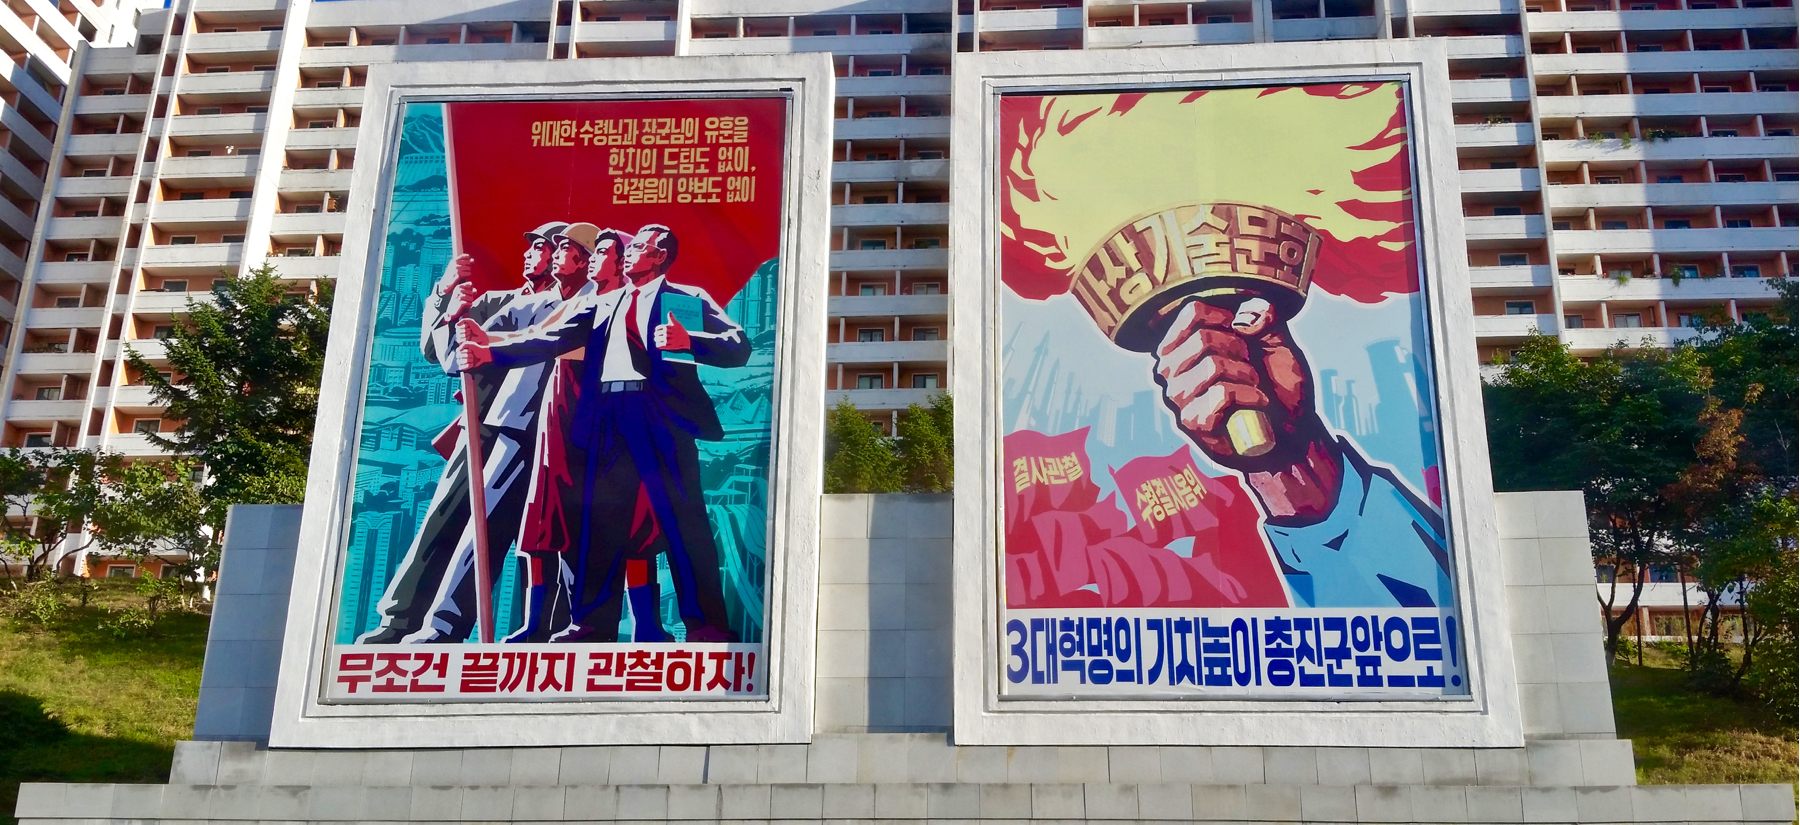 위대한 수령님과 장군님의 유훈을
한치의 드팀도 없이,
한걸음의 양보도 없이
무조건 끝까지 관철하자!
사상기술문화
결사관철
수령결사옹위
3대혁명의 기치높이 총진군앞으로!